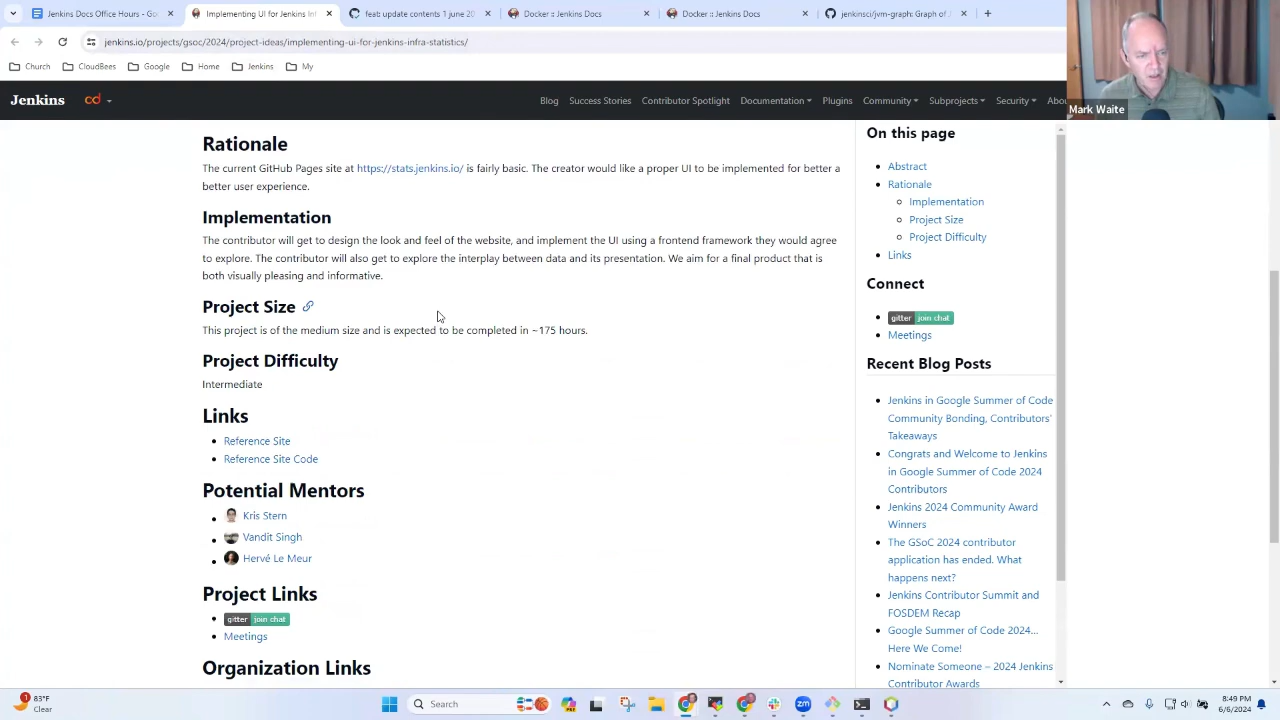 Jenkins Docs Office Hours - Goo
Implementing UI for Jenkins Inf
feat: update contents 1 june 20
Docker :: Jenkins Docs
Docker :: Jenkins Docs
jenkinsci/jvm-graph: Graph of J
jenkins.io/projects/gsoc/2024/project-ideas/implementing-ui-for-jenkins-infra-statistics/
Church
CloudBees
Google
Home
Jenkins
My
Mark Waite
Jenkins
cd
Blog
Success Stories
Contributor Spotlight
Documentation
Plugins
Community
Subprojects
Security
Abou
Rationale
The current GitHub Pages site at https://stats.jenkins.io/ is fairly basic. The creator would like a proper UI to be implemented for better a
better user experience.
Implementation
The contributor will get to design the look and feel of the website, and implement the UI using a frontend framework they would agree
to explore. The contributor will also get to explore the interplay between data and its presentation. We aim for a final product that is
both visually pleasing and informative.
Project Size
This project is of the medium size and is expected to be completed in ~175 hours.
Project Difficulty
Intermediate
Links
Reference Site
Reference Site Code
Potential Mentors
Kris Stern
Vandit Singh
Hervé Le Meur
Project Links
gitter join chat
Meetings
Organization Links
On this page
Abstract
Rationale
Implementation
Project Size
Project Difficulty
Links
Connect
gitter join chat
Meetings
Recent Blog Posts
Jenkins in Google Summer of Code
Community Bonding, Contributors'
Takeaways
Congrats and Welcome to Jenkins
in Google Summer of Code 2024
Contributors
Jenkins 2024 Community Award
Winners
The GSoC 2024 contributor
application has ended. What
happens next?
Jenkins Contributor Summit and
FOSDEM Recap
Google Summer of Code 2024...
Here We Come!
Nominate Someone – 2024 Jenkins
Contributor Awards
1
83°F
Clear
Search
zm
8:49 PM
6/6/2024